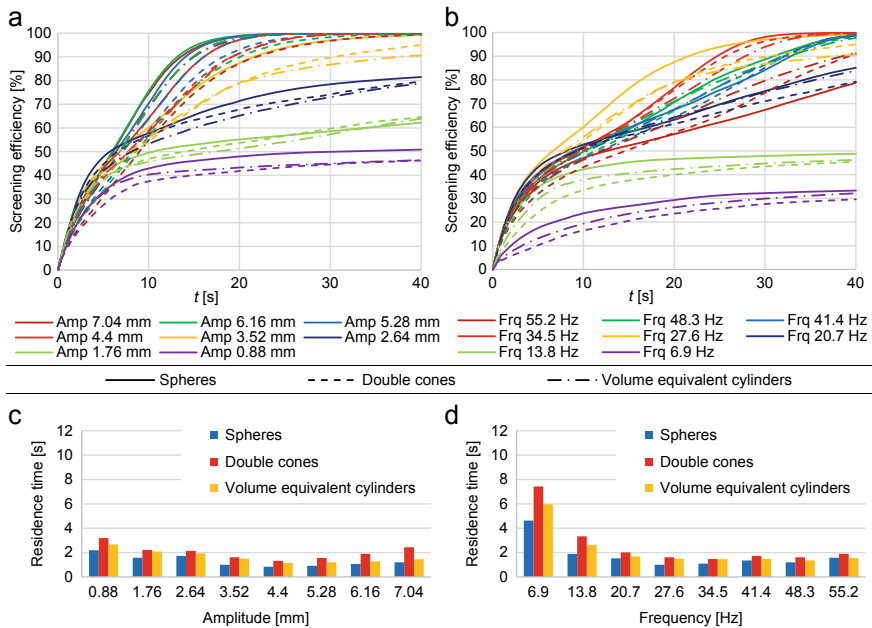 a
Screening efficiency [%]
100
90
80
70
60
50
40
30
20
10
0
0 10 20 30 40
t [s]
b
Screening efficiency [%]
100
90
80
70
60
50
40
30
20
10
0
0 10 20 30 40
t [s]
Amp 7.04 mm Amp 6.16 mm Amp 5.28 mm
Amp 4.4 mm Amp 3.52 mm Amp 2.64 mm
Amp 1.76 mm Amp 0.88 mm
Frq 55.2 Hz Frq 48.3 Hz Frq 41.4 Hz
Frq 34.5 Hz Frq 27.6 Hz Frq 20.7 Hz
Frq 13.8 Hz Frq 6.9 Hz
Spheres Double cones Volume equivalent cylinders
c
Residence time [s]
12
10
8
6
4
2
0
Spheres
Double cones
Volume equivalent cylinders
0.88 1.76 2.64 3.52 4.4 5.28 6.16 7.04
Amplitude [mm]
d
Residence time [s]
12
10
8
6
4
2
0
Spheres
Double cones
Volume equivalent cylinders
6.9 13.8 20.7 27.6 34.5 41.4 48.3 55.2
Frequency [Hz]